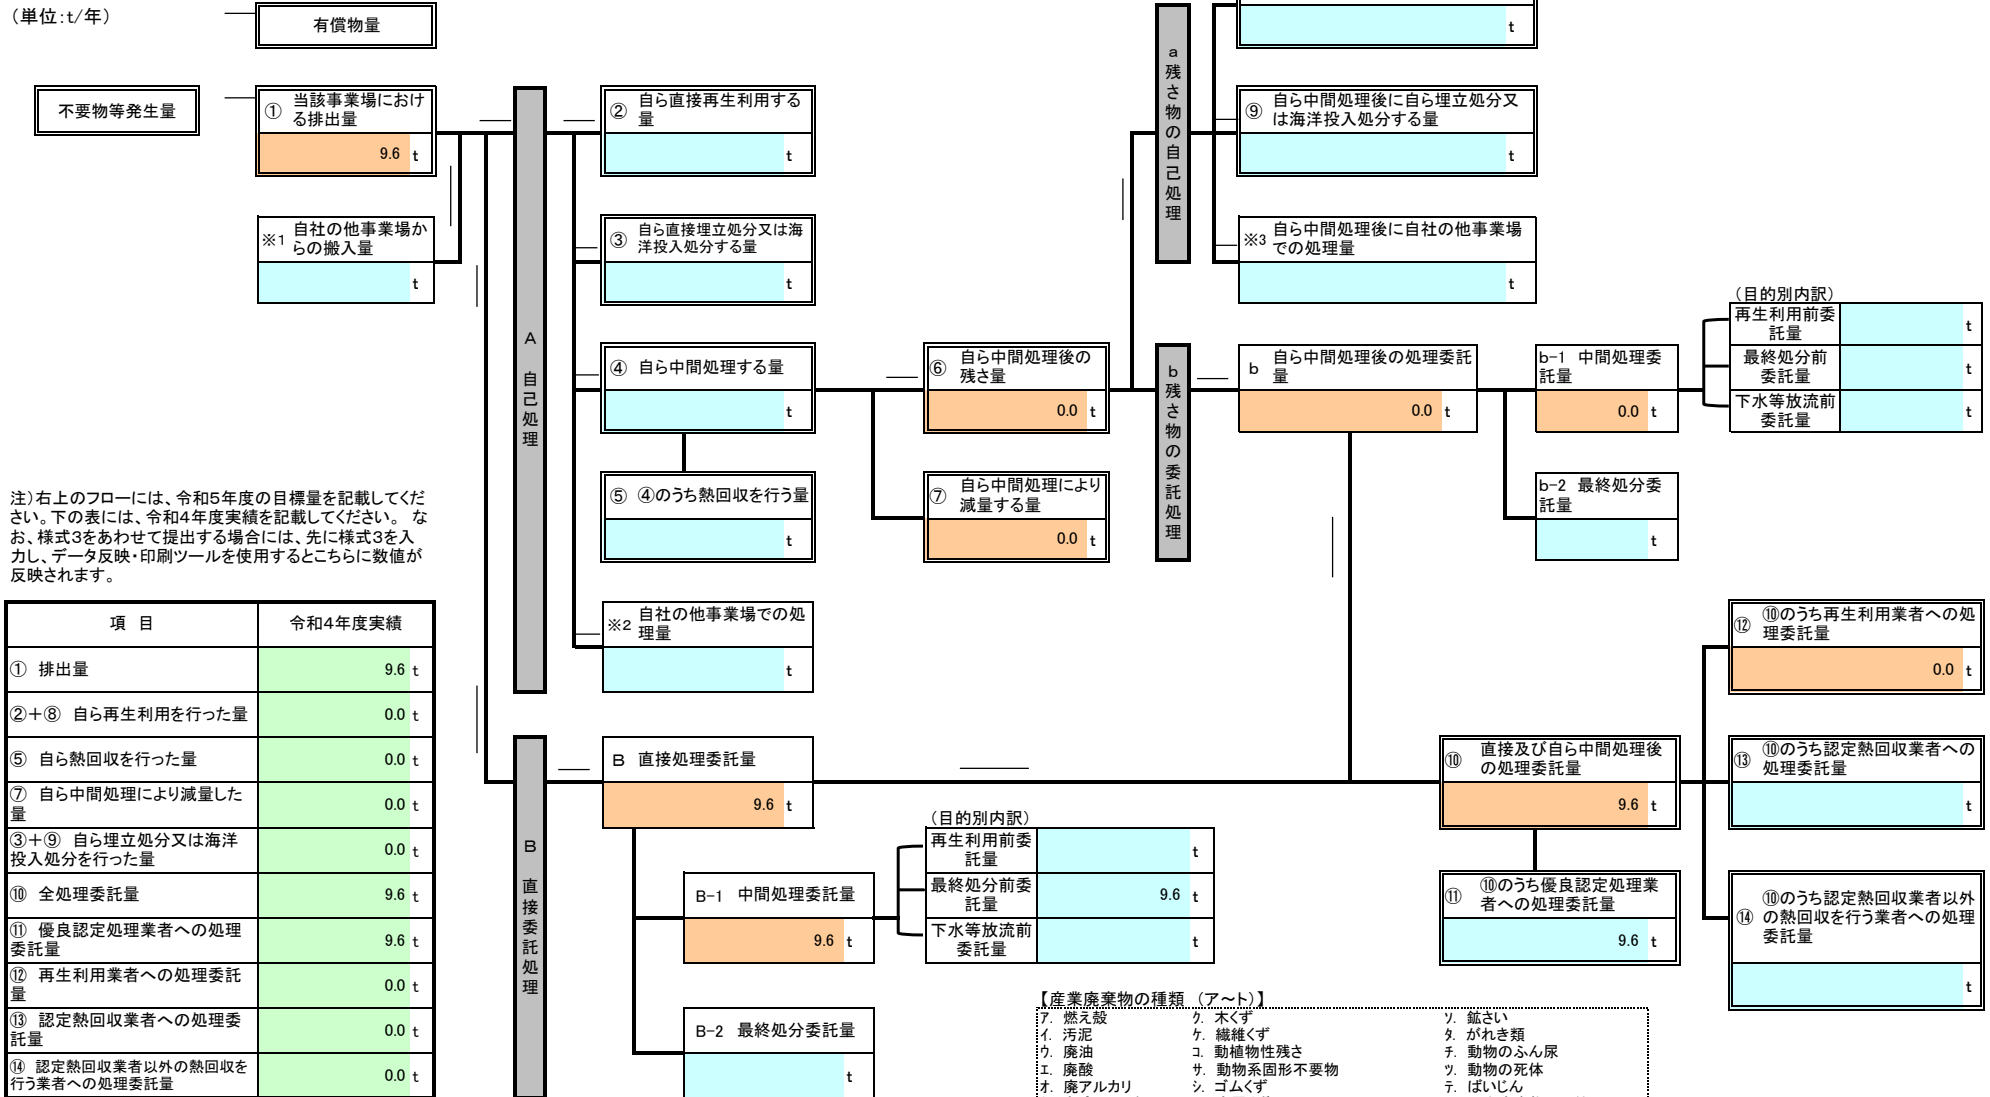 （単位：ｔ/年）
有償物量
不要物等発生量
①
当該事業場におけ
る排出量
9.6 t
※1
自社の他事業場か
らの搬入量
t
A 自己処理
②
自ら直接再生利用する
量
t
③
自ら直接埋立処分又は海
洋投入処分する量
t
④ 自ら中間処理する量
t
⑤ ④のうち熱回収を行う量
t
※2
自社の他事業場での処
理量
t
⑥
自ら中間処理後の
残さ量
0.0 t
⑦
自ら中間処理により
減量する量
0.0 t
a 残さ物の自己処理
t
⑨
自ら中間処理後に自ら埋立処分又
は海洋投入処分する量
t
※3
自ら中間処理後に自社の他事業場
での処理量
t
b 残さ物の委託処理
b
自ら中間処理後の処理委託
量
0.0 t
b-1 中間処理委
託量
0.0 t
b-2 最終処分委
託量
t
（目的別内訳）
再生利用前委
託量
t
最終処分前
委託量
t
下水等放流前
委託量
t
注）右上のフローには、令和５年度の目標量を記載してくだ
さい。下の表には、令和４年度実績を記載してください。 な
お、様式３をあわせて提出する場合には、先に様式３を入
力し、データ反映・印刷ツールを使用するとこちらに数値が
反映されます。
項 目 令和４年度実績
① 排出量 9.6 t
②＋⑧ 自ら再生利用を行った量 0.0 t
⑤ 自ら熱回収を行った量 0.0 t
⑦ 自ら中間処理により減量した
量 0.0 t
③＋⑨ 自ら埋立処分又は海洋
投入処分を行った量 0.0 t
⑩ 全処理委託量 9.6 t
⑪ 優良認定処理業者への処理
委託量 9.6 t
⑫ 再生利用業者への処理委託
量 0.0 t
⑬ 認定熱回収業者への処理委
託量 0.0 t
⑭ 認定熱回収業者以外の熱回収を
行う業者への処理委託量 0.0 t
B 直接委託処理
B 直接処理委託量
9.6 t
B-1 中間処理委託量
9.6 t
B-2 最終処分委託量
t
（目的別内訳）
再生利用前委
託量
t
最終処分前委
託量
9.6 t
下水等放流前
委託量
t
⑩
直接及び自ら中間処理後
の処理委託量
9.6 t
⑪
⑩のうち優良認定処理業
者への処理委託量
9.6 t
⑫
⑩のうち再生利用業者への処
理委託量
0.0 t
⑬
⑩のうち認定熱回収業者への
処理委託量
t
⑭
⑩のうち認定熱回収業者以外
の熱回収を行う業者への処理
委託量
t
【産業廃棄物の種類 （ア～ト）】
ｱ. 燃え殻 ｸ. 木くず ｿ. 鉱さい
ｲ. 汚泥 ｹ. 繊維くず ﾀ. がれき類
ｳ. 廃油 ｺ. 動植物性残さ ﾁ. 動物のふん尿
ｴ. 廃酸 ｻ. 動物系固形不要物 ﾂ. 動物の死体
ｵ. 廃アルカリ ｼ. ゴムくず ﾃ. ばいじん